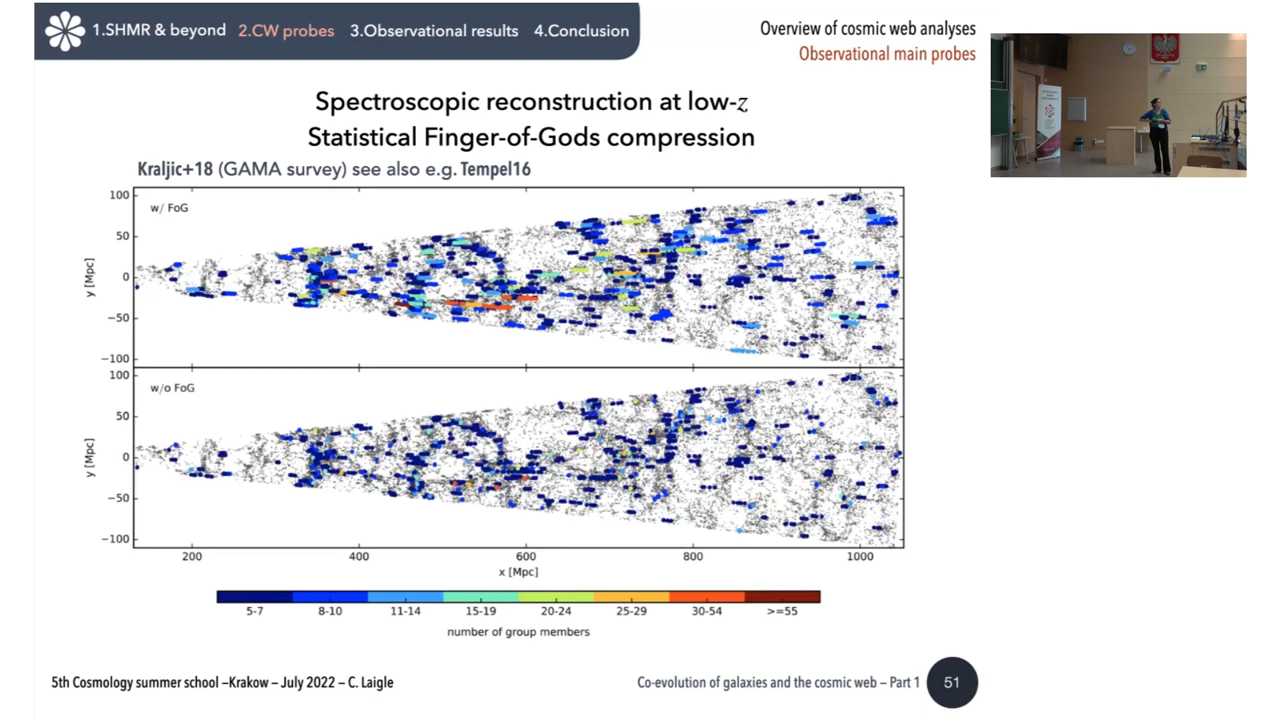 1.SHMR & beyond 2.CW probes 3.Observational results 4.Conclusion
Overview of cosmic web analyses
Observational main probes
Spectroscopic reconstruction at low-z
Statistical Finger-of-Gods compression
Kraljic+18 (GAMA survey) see also e.g. Tempel16
w/ FoG
100
50
0
−50
−100
y [Mpc]
w/o FoG
100
50
0
−50
−100
y [Mpc]
200 400 600 800 1000
x [Mpc]
5-7 8-10 11-14 15-19 20-24 25-29 30-54 >=55
number of group members
5th Cosmology summer school –Krakow – July 2022 – C. Laigle
Co-evolution of galaxies and the cosmic web – Part 1 51